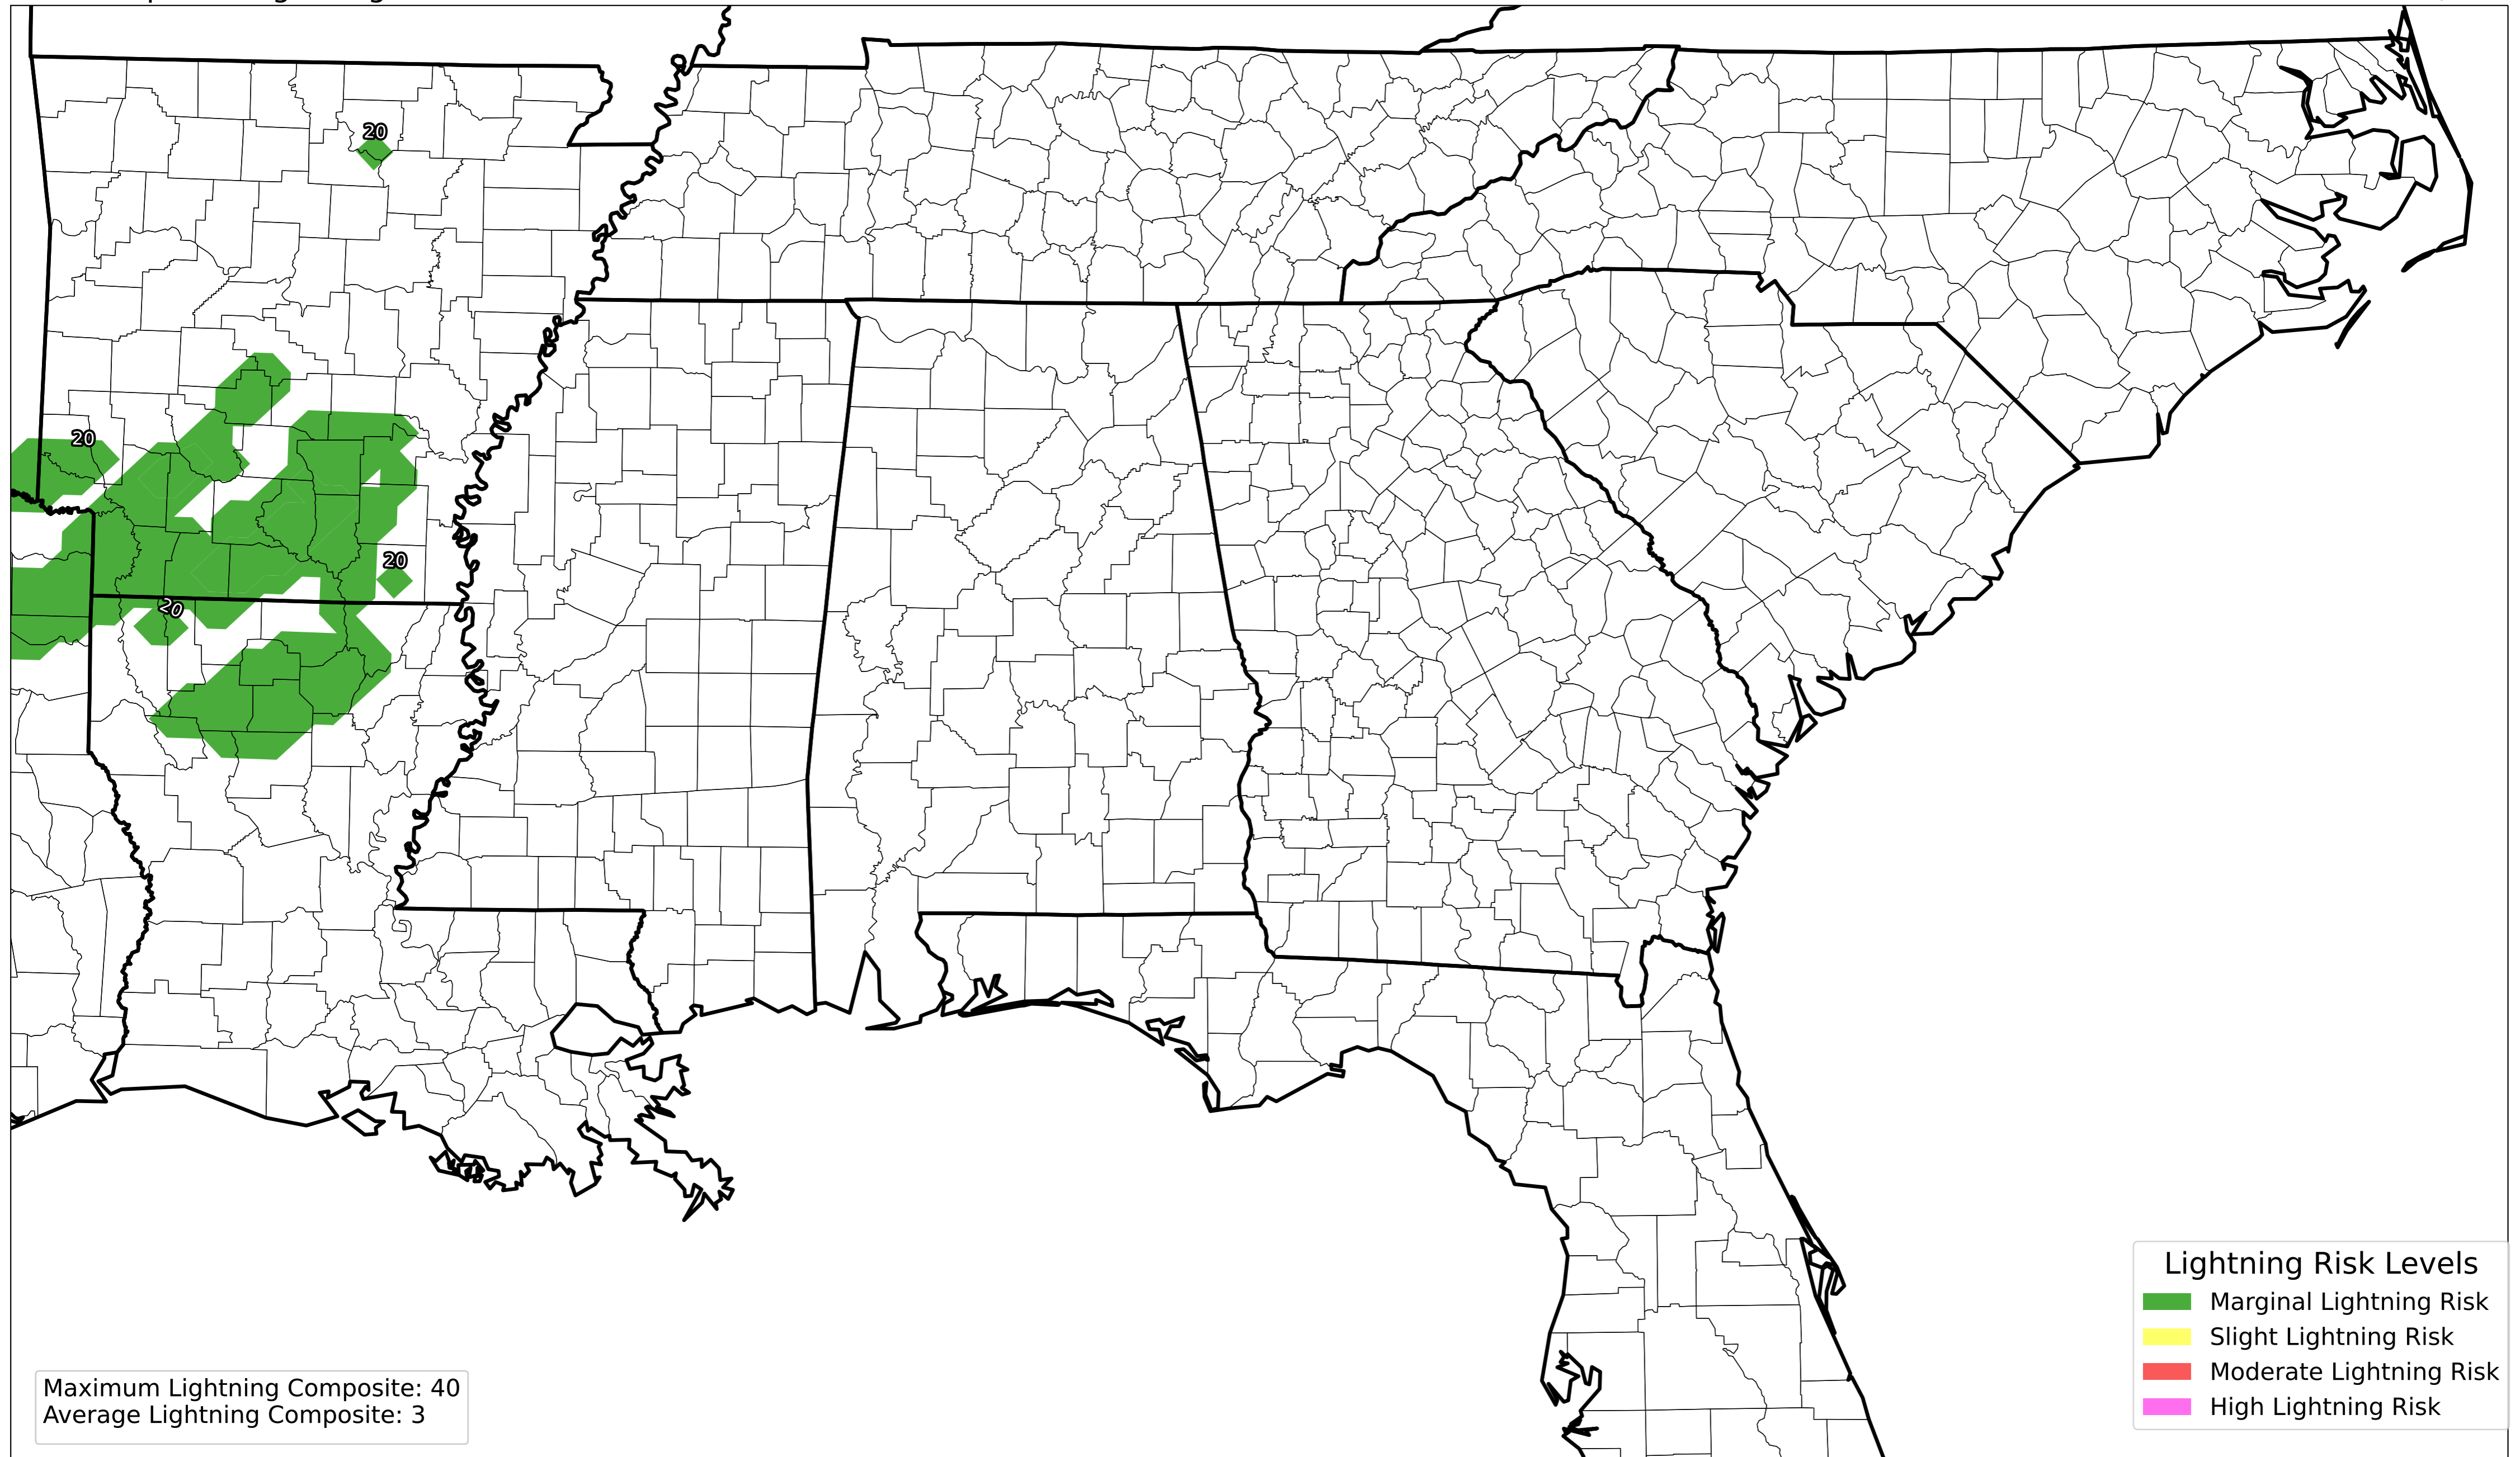 20
20
20
20
Lightning Risk Levels
Marginal Lightning Risk
Slight Lightning Risk
Moderate Lightning Risk
High Lightning Risk
Maximum Lightning Composite: 40
Average Lightning Composite: 3